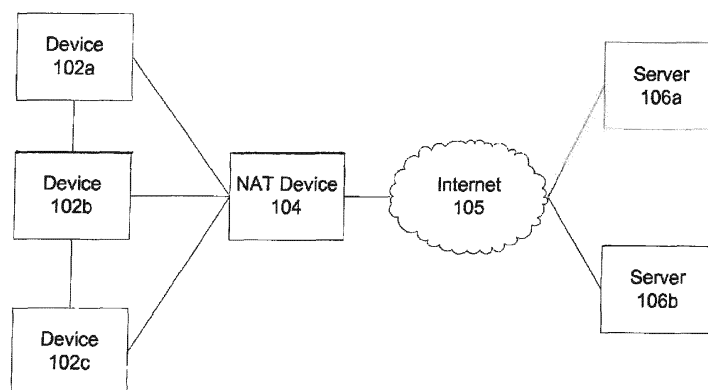 Device
102a
Device
102b
Device
102c
NAT Device
104
Internet
105
Server
106a
Server
106b